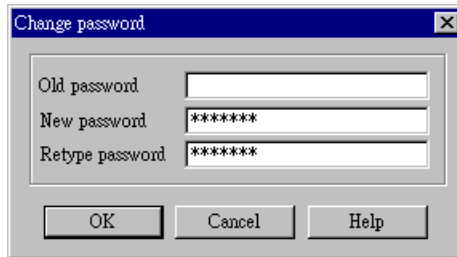 Change password
Old password
New password *******
Retype password *******
OK Cancel Help